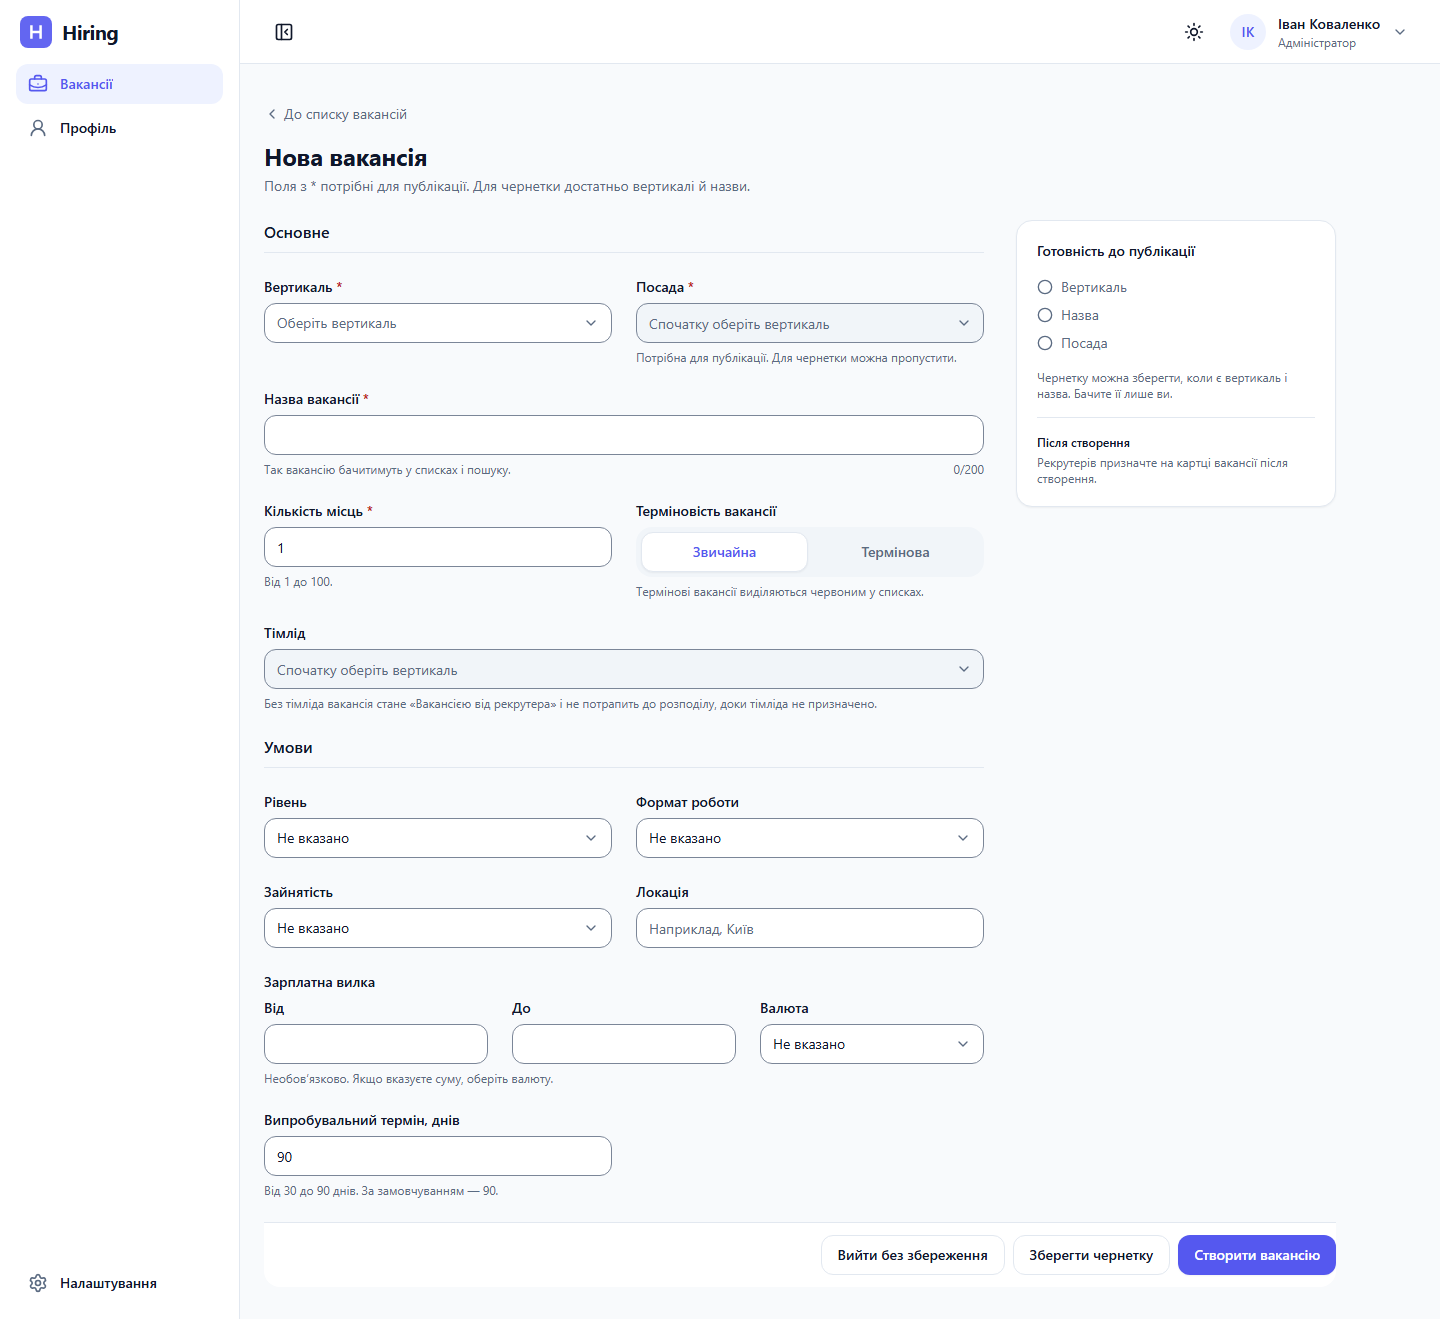 H Hiring
Вакансії
Профіль
Налаштування
ІК
Іван Коваленко
Адміністратор
До списку вакансій
Нова вакансія
Поля з * потрібні для публікації. Для чернетки достатньо вертикалі й назви.
Основне
Вертикаль *
Оберіть вертикаль
Посада *
Спочатку оберіть вертикаль
Потрібна для публікації. Для чернетки можна пропустити.
Назва вакансії *
Так вакансію бачитимуть у списках і пошуку.
0/200
Кількість місць *
1
Від 1 до 100.
Терміновість вакансії
Звичайна
Термінова
Термінові вакансії виділяються червоним у списках.
Тімлід
Спочатку оберіть вертикаль
Без тімліда вакансія стане «Вакансією від рекрутера» і не потрапить до розподілу, доки тімліда не призначено.
Умови
Рівень
Не вказано
Формат роботи
Не вказано
Зайнятість
Не вказано
Локація
Наприклад, Київ
Зарплатна вилка
Від
До
Валюта
Не вказано
Необов'язково. Якщо вказуєте суму, оберіть валюту.
Випробувальний термін, днів
90
Від 30 до 90 днів. За замовчуванням — 90.
Вийти без збереження
Зберегти чернетку
Створити вакансію
Готовність до публікації
Вертикаль
Назва
Посада
Чернетку можна зберегти, коли є вертикаль і
назва. Бачите її лише ви.
Після створення
Рекрутерів призначте на картці вакансії після
створення.